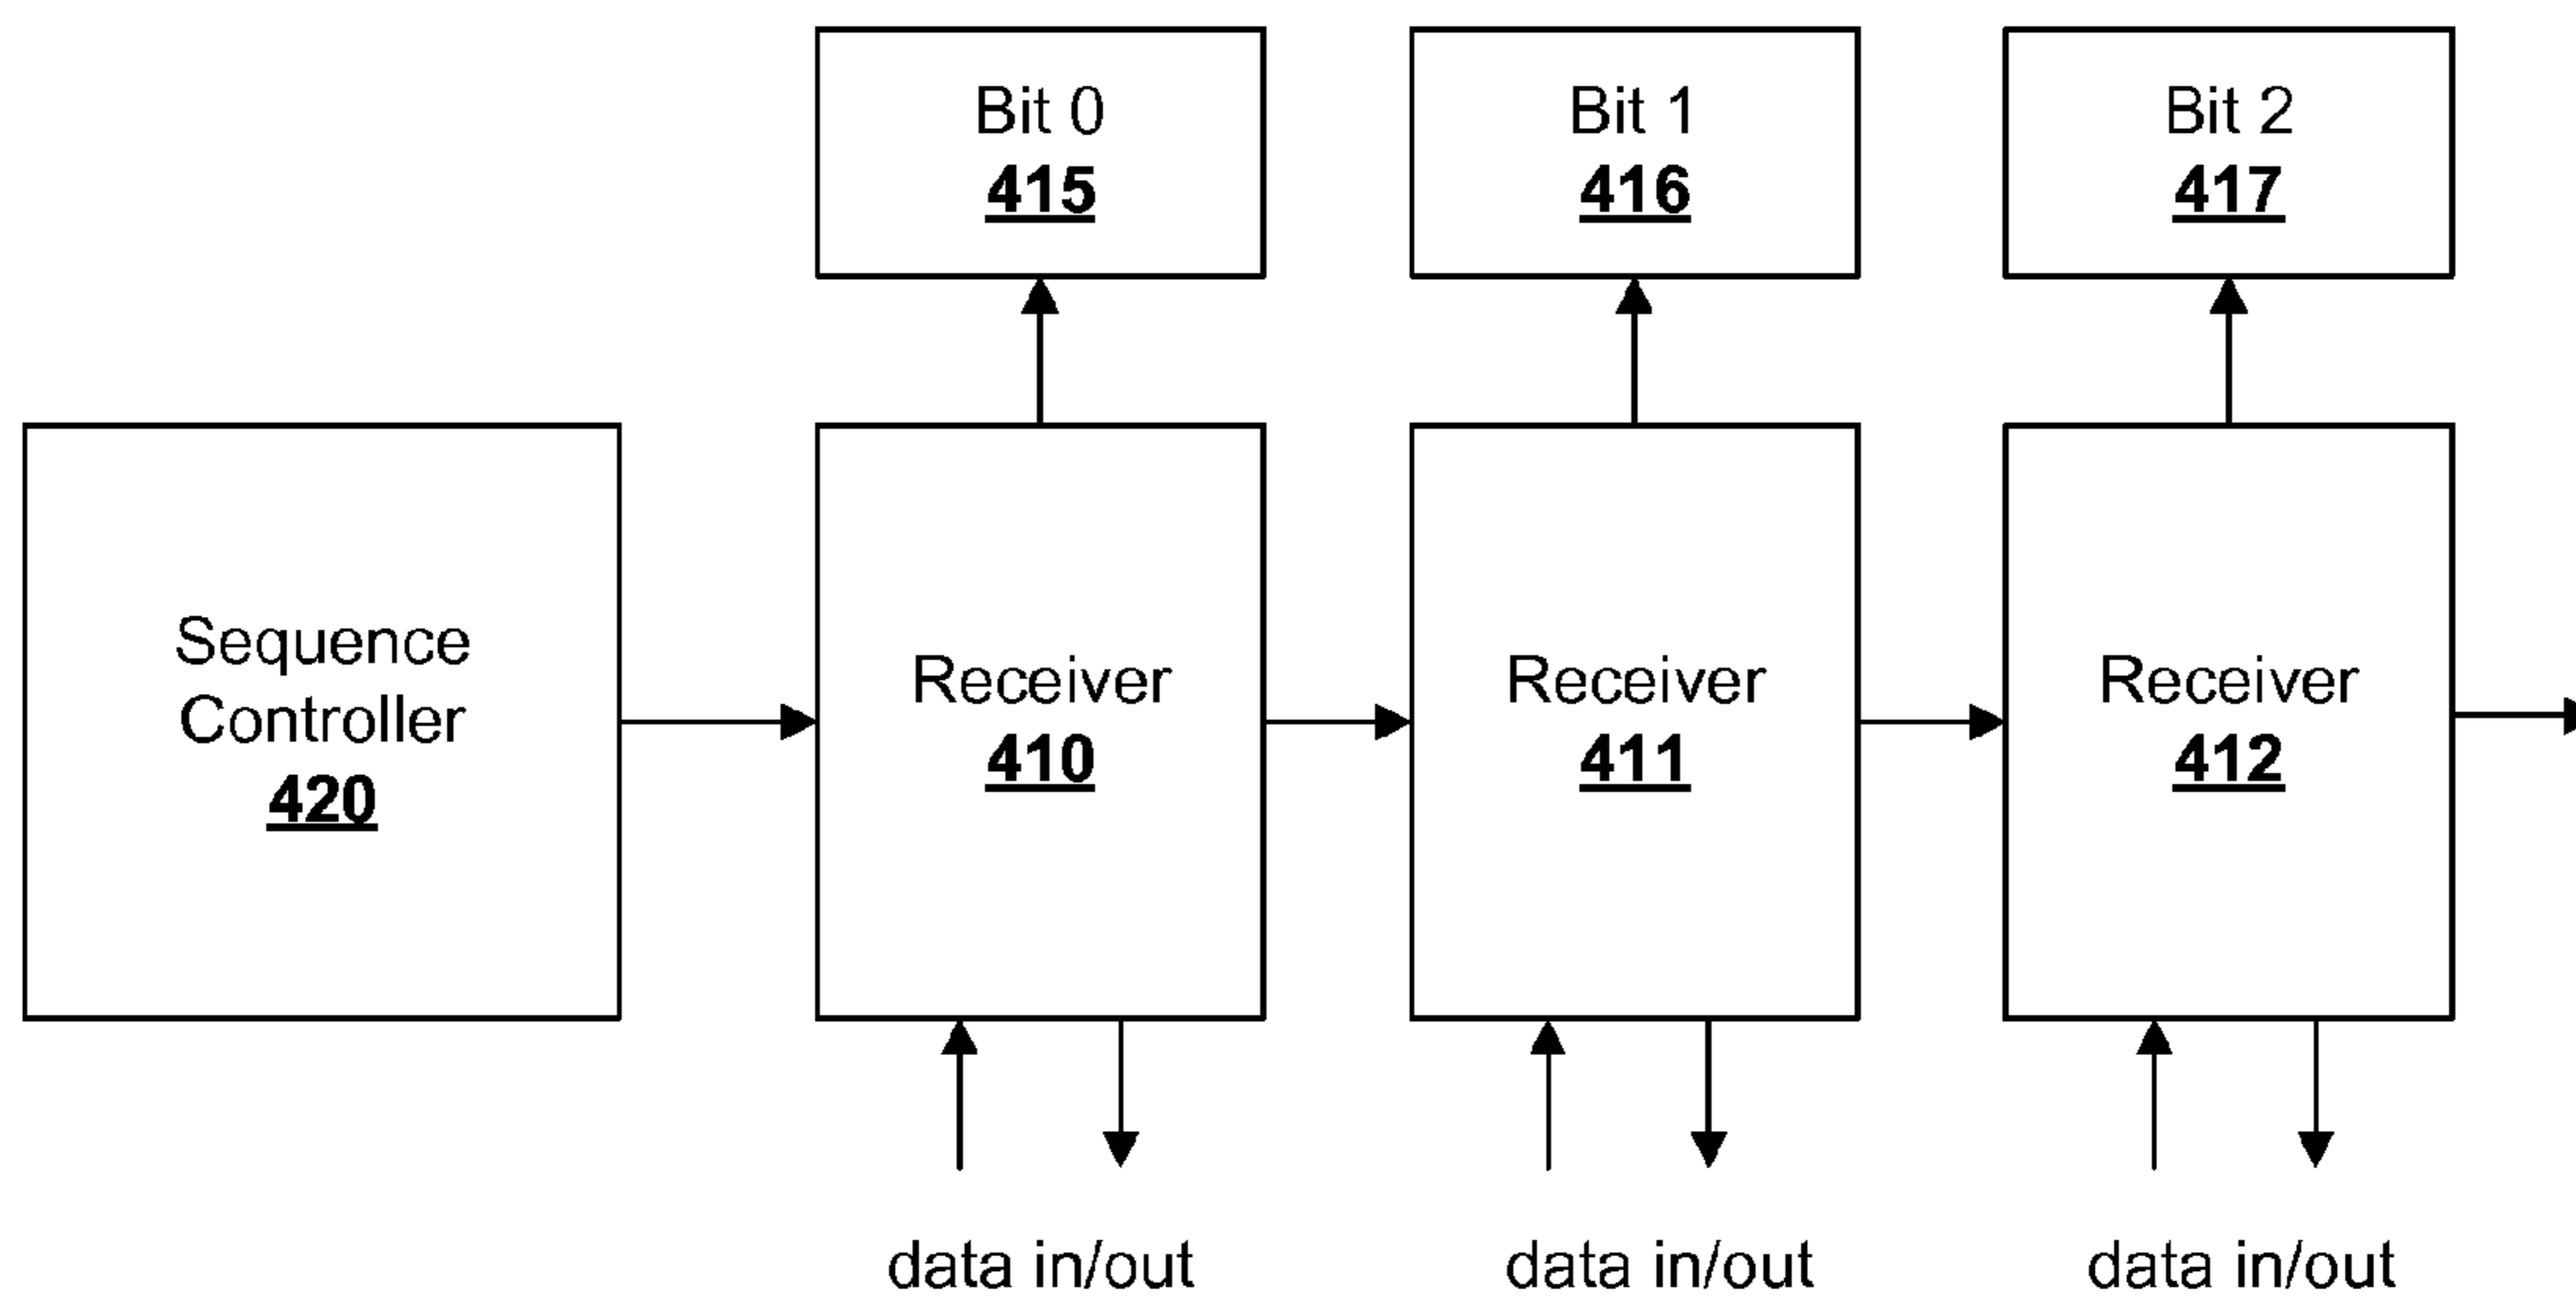 Bit 0
415
Bit 1
416
Bit 2
417
Sequence
Controller
420
Receiver
410
Receiver
411
Receiver
412
data in/out
data in/out
data in/out